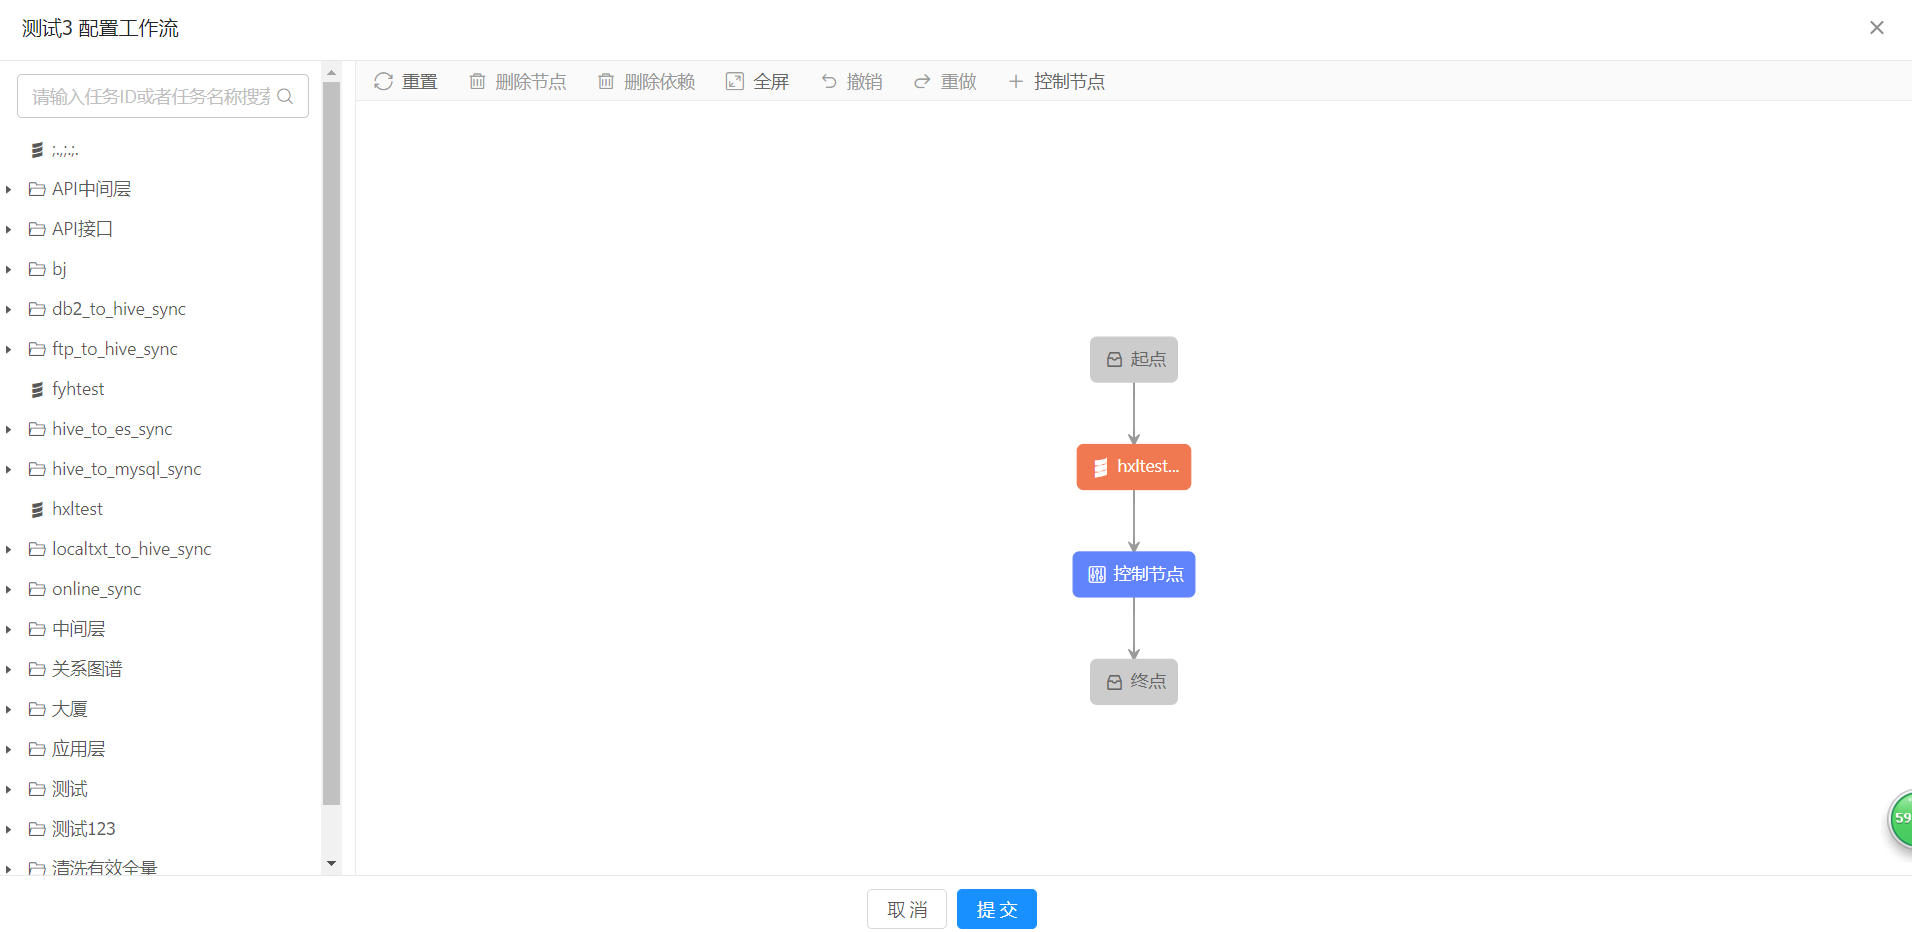 测试3 配置工作流
请输入任务ID或者任务名称搜索
重置 删除节点 删除依赖 全屏 撤销 重做 控制节点
;.,;:;.
API中间层
API接口
bj
db2_to_hive_sync
ftp_to_hive_sync
fyhtest
hive_to_es_sync
hive_to_mysql_sync
hxltest
localtxt_to_hive_sync
online_sync
中间层
关系图谱
大厦
应用层
测试
测试123
清洗有效全量
起点
hxltest...
控制节点
终点
59
取消 提交